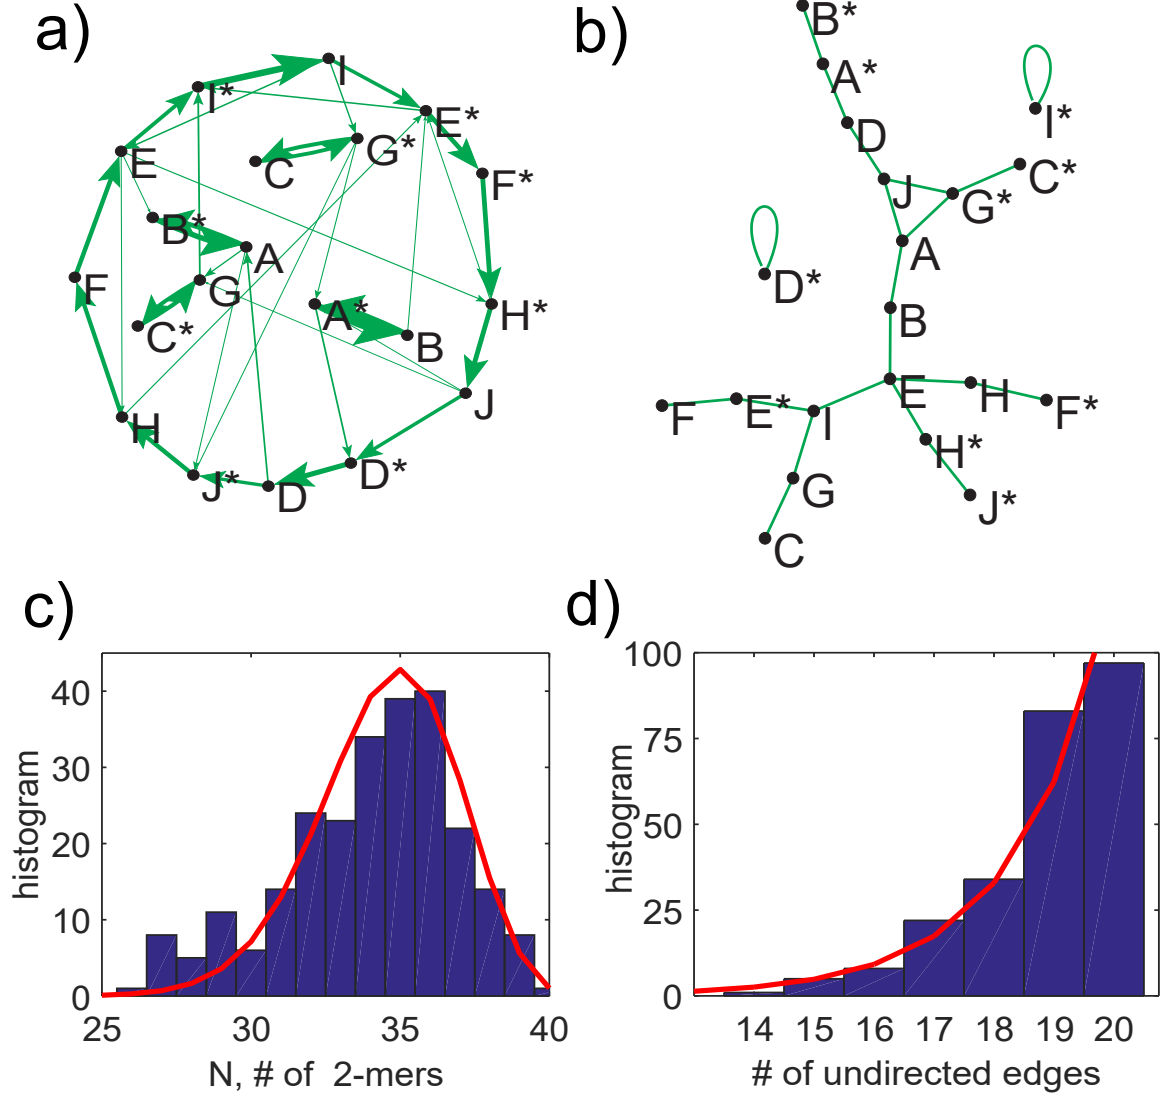 a)
I
I*
E*
G*
C
E
F*
B*
A
F
G
A*
H*
C*
B
J
H
D*
J*
D
b)
B*
A*
I*
D
C*
J
G*
A
D*
B
E
H
F
E*
I
F*
H*
G
J*
C
c)
40
30
20
10
0
25 30 35 40
histogram
N, # of 2-mers
d)
100
75
50
25
0
14 15 16 17 18 19 20
histogram
# of undirected edges